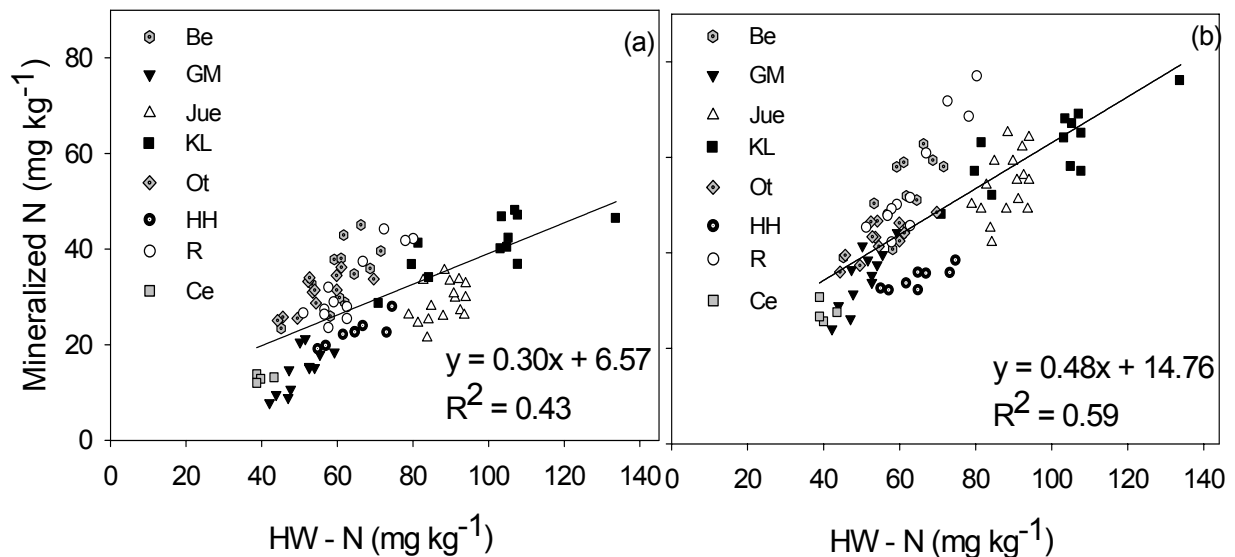 (a)
Be
GM
Jue
KL
Ot
HH
R
Ce
80
60
40
20
0
Mineralized N (mg kg-1)
y = 0.30x + 6.57
R2 = 0.43
0 20 40 60 80 100 120 140
HW - N (mg kg-1)
(b)
Be
GM
Jue
KL
Ot
HH
R
Ce
y = 0.48x + 14.76
R2 = 0.59
0 20 40 60 80 100 120 140
HW - N (mg kg-1)